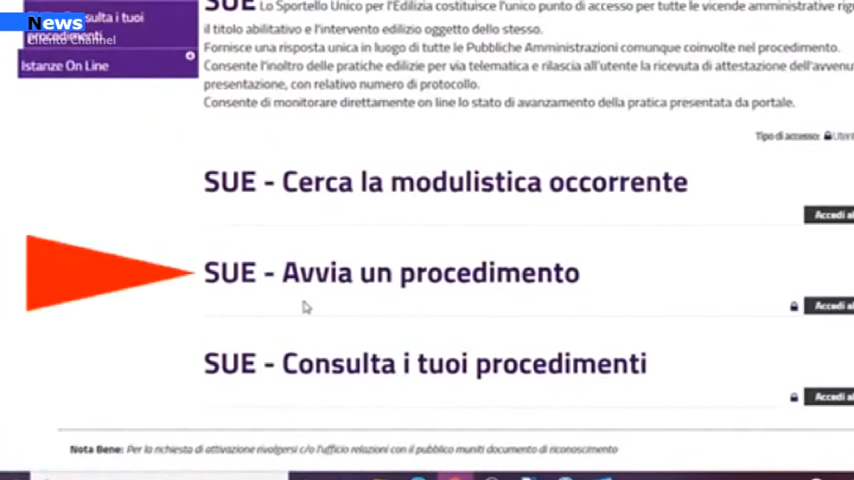 News
Cilento Channel
Consulta i tuoi
procedimenti
Istanze On Line
SUE Lo Sportello Unico per l'Edilizia costituisce l'unico punto di accesso per tutte le vicende amministrative
il titolo abilitativo e l'intervento edilizio oggetto dello stesso.
Fornisce una risposta unica in luogo di tutte le Pubbliche Amministrazioni comunque coinvolte nel procedimento.
Consente l'inoltro delle pratiche edilizie per via telematica e rilascia all'utente la ricevuta di attestazione dell'avvenu
presentazione, con relativo numero di protocollo.
Consente di monitorare direttamente on line lo stato di avanzamento della pratica presentata da portale.
Tipo di accesso: Uten
SUE - Cerca la modulistica occorrente
Accedi al
SUE - Avvia un procedimento
Accedi al
SUE - Consulta i tuoi procedimenti
Accedi al
Nota Bene: Per la richiesta di attivazione rivolgersi c/o l'ufficio relazioni con il pubblico muniti documento di riconoscimento